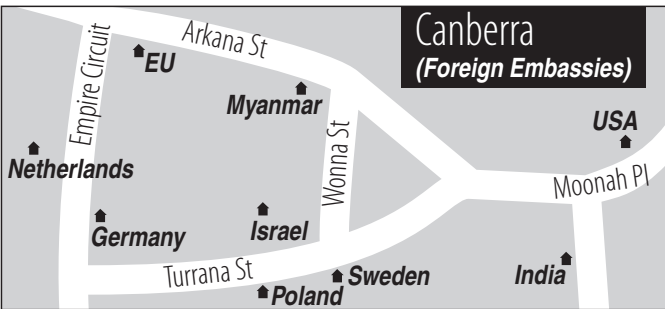 Canberra
(Foreign Embassies)
Arkana St
Empire Circuit
EU
Myanmar
USA
Wonna St
Netherlands
Moonah Pl
Germany
Israel
Turrana St
Sweden
India
Poland